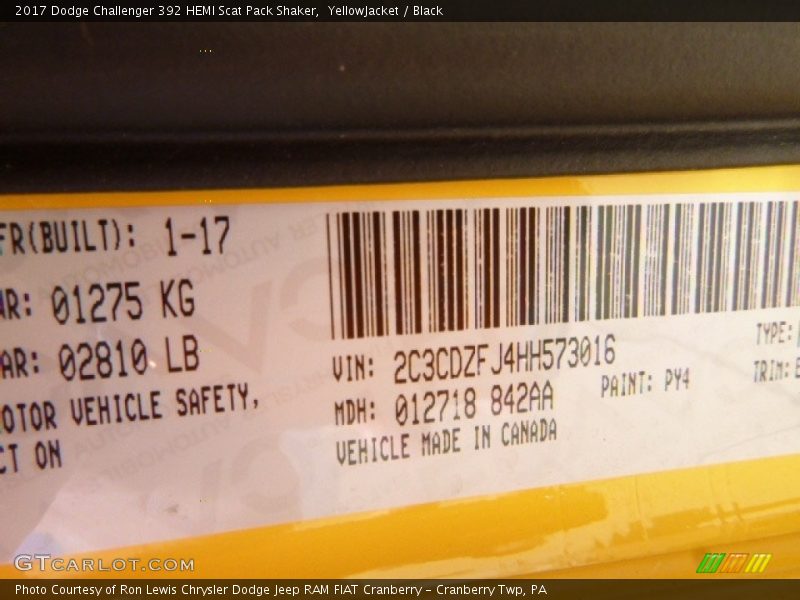 2017 Dodge Challenger 392 HEMI Scat Pack Shaker,  YellowJacket / Black
FR(BUILT): 1-17
AR: 01275 KG
AR: 02810 LB
OTOR VEHICLE SAFETY,
CT ON
VIN: 2C3CDZFJ4HH573016
TYPE:
MDH: 012718 842AA
PAINT: PY4
TRIM:
VEHICLE MADE IN CANADA
GTCARLOT.COM
Photo Courtesy of Ron Lewis Chrysler Dodge Jeep RAM FIAT Cranberry - Cranberry Twp, PA